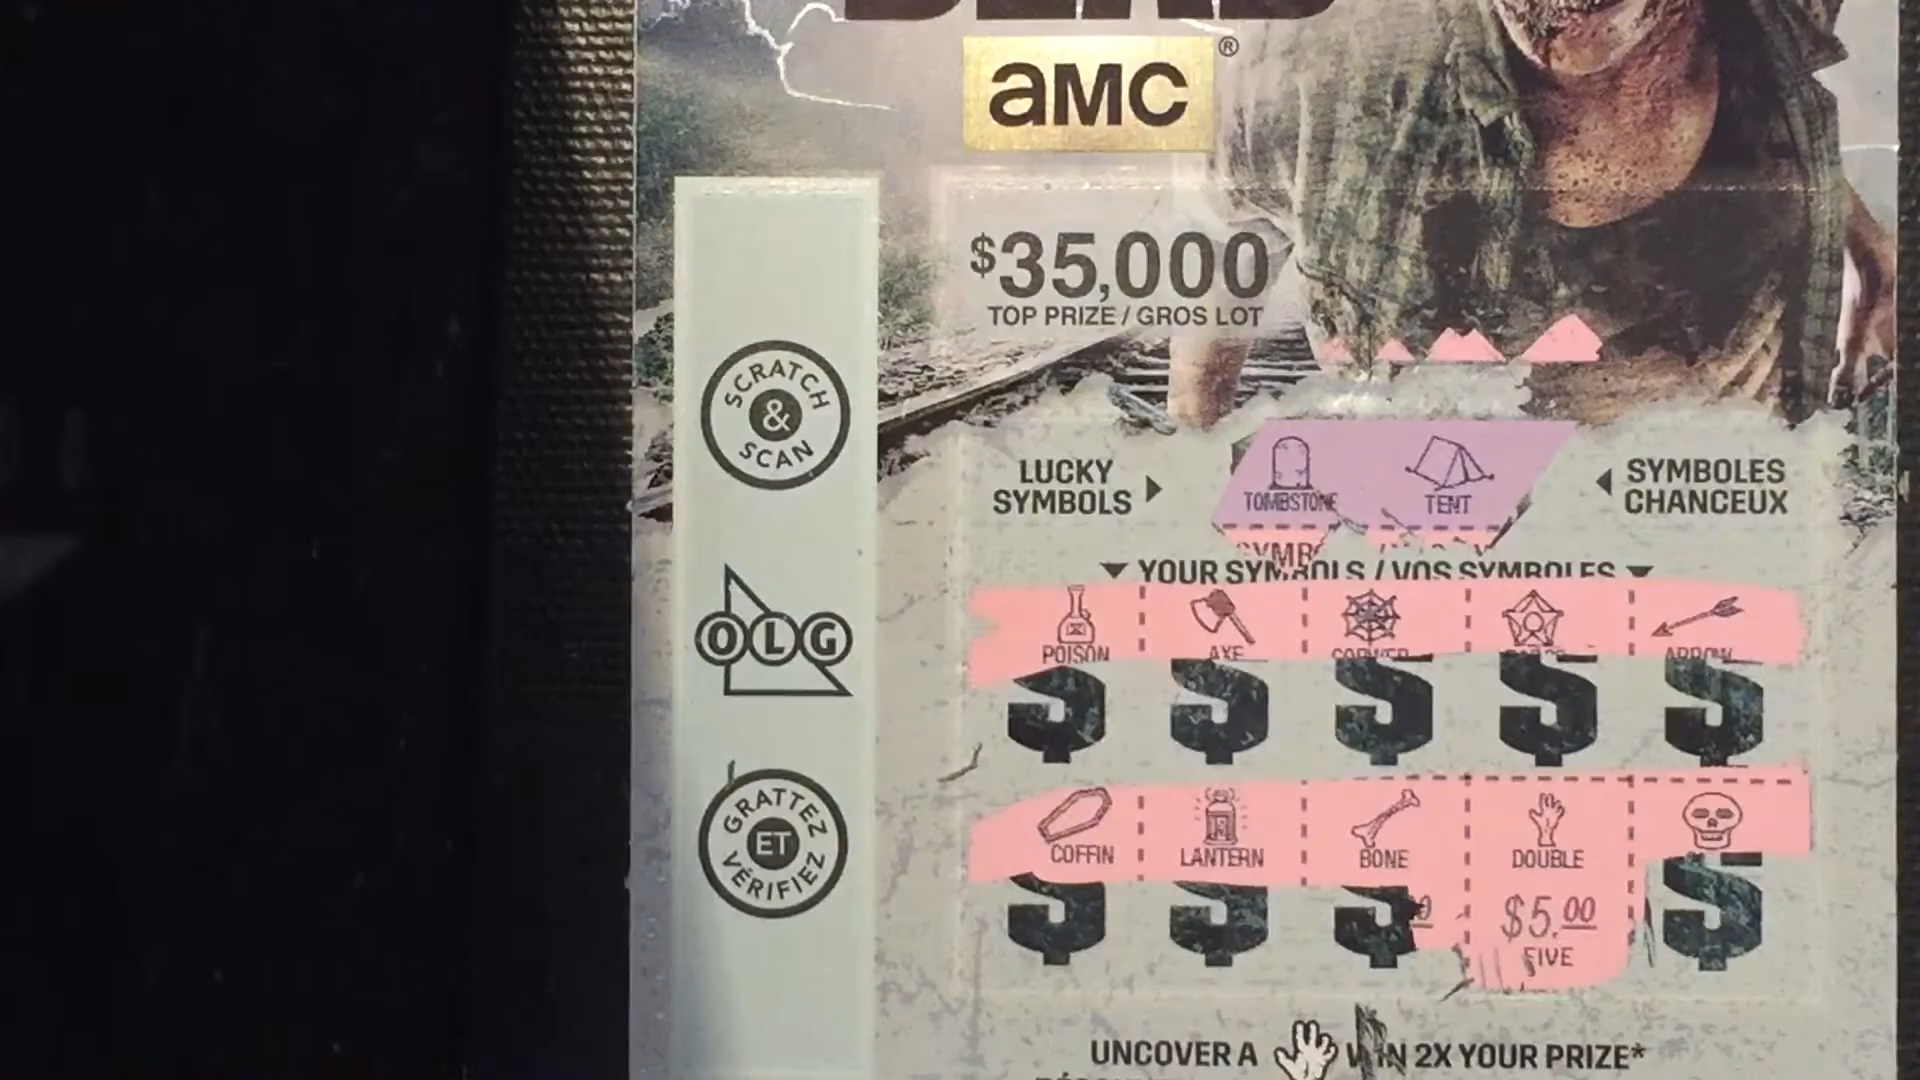 aMC®
$35,000
TOP PRIZE / GROS LOT
SCRATCH & SCAN
LUCKY SYMBOLS
TOMBSTONE
TENT
SYMBOLES CHANCEUX
YOUR SYMBOLS / VOS SYMBOLES
POISON AXE ARROW
$ $ $ $ $
OLG
GRATTEZ ET VÉRIFIEZ
COFFIN LANTERN BONE DOUBLE
$ $ $ $5.00 $
FIVE
UNCOVER A WIN 2X YOUR PRIZE*